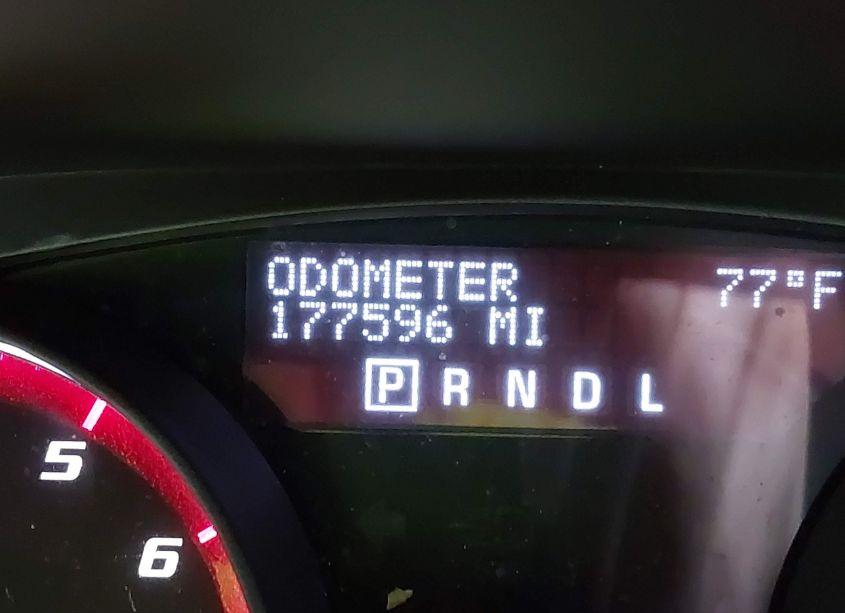 ODOMETER 77°F
177596 MI
P R N D L
5
6